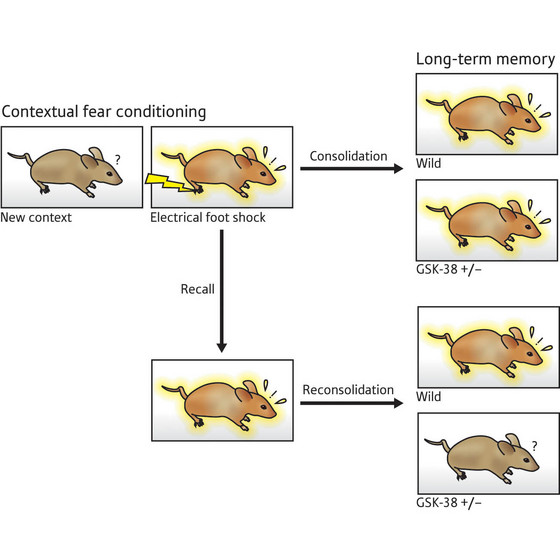 Long-term memory
Contextual fear conditioning
?
New context
Electrical foot shock
Consolidation
Wild
GSK-38 +/–
Recall
Reconsolidation
Wild
?
GSK-38 +/–